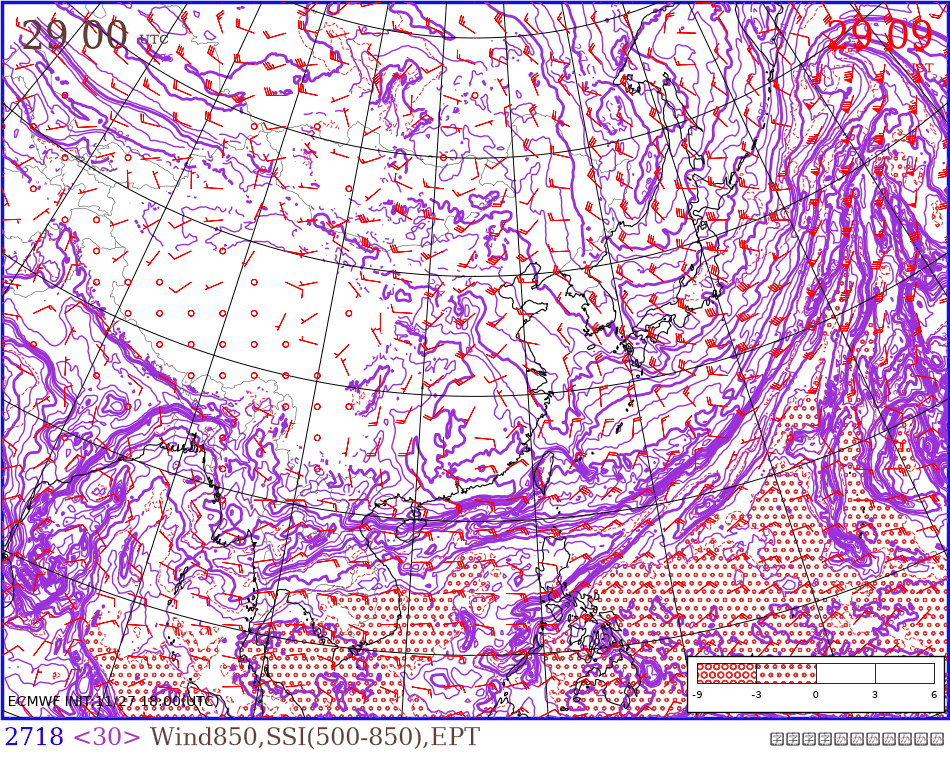 29 00 UTC
29 09 JST
ECMWF INIT:11/27 18:00(UTC)
-9 -3 0 3 6
2718 <30> Wind850,SSI(500-850),EPT